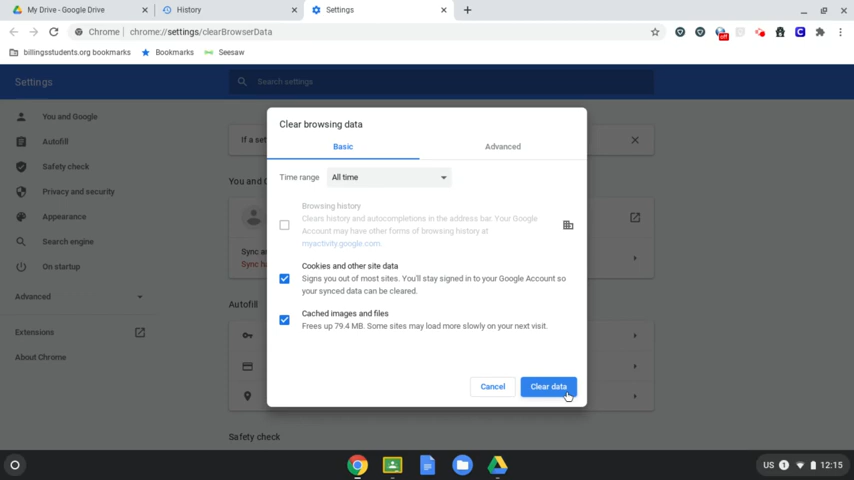 My Drive - Google Drive
History
Settings
Chrome
chrome://settings/clearBrowserData
off
billingsstudents.org bookmarks
Bookmarks
Seesaw
Settings
Search settings
You and Google
Autofill
Safety check
Privacy and security
Appearance
Search engine
On startup
Advanced
Extensions
About Chrome
If a set
You and G
Sync an
Sync h
Autofill
Safety check
Clear browsing data
Basic
Advanced
Time range
All time
Browsing history
Clears history and autocompletions in the address bar. Your Google
Account may have other forms of browsing history at
myactivity.google.com.
Cookies and other site data
Signs you out of most sites. You'll stay signed in to your Google Account so
your synced data can be cleared.
Cached images and files
Frees up 79.4 MB. Some sites may load more slowly on your next visit.
Cancel
Clear data
US
1
12:15